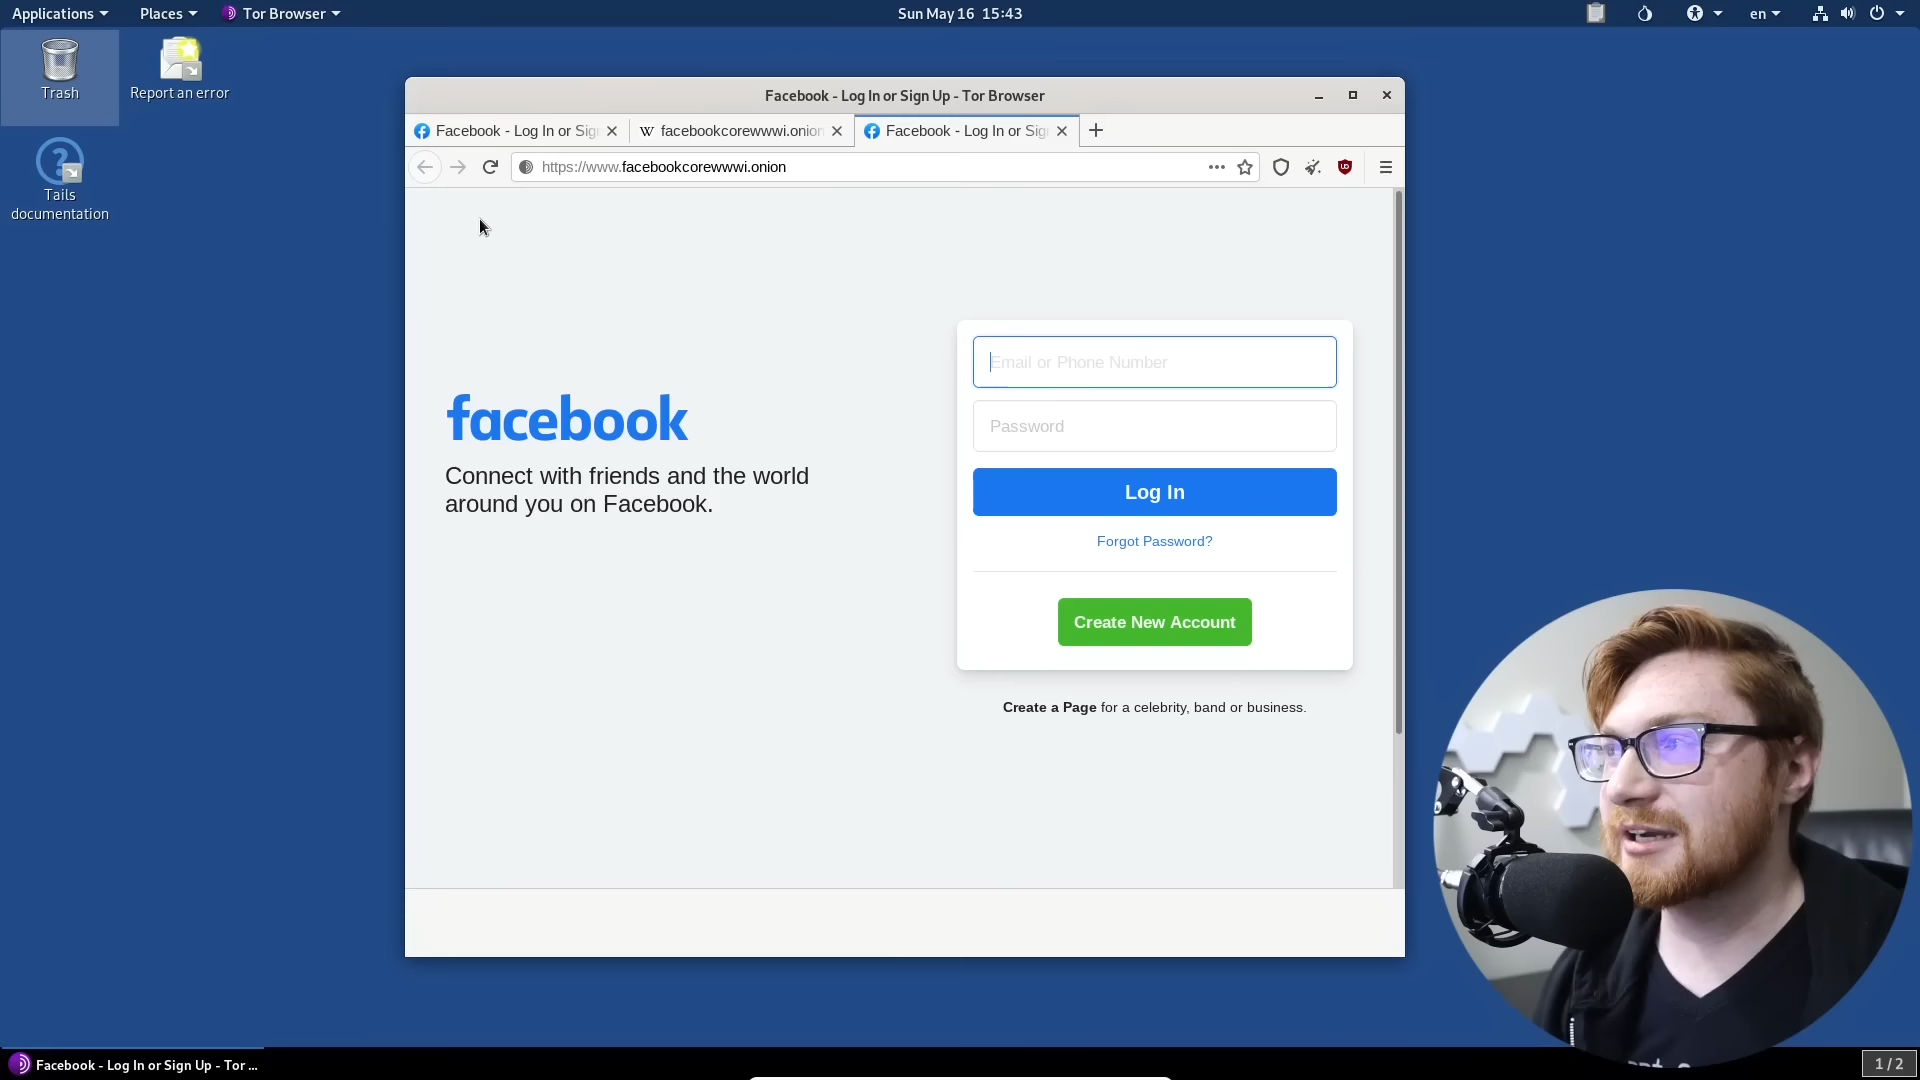 Applications
Places
Tor Browser
Sun May 16 15:43
en
Trash
Report an error
Tails
documentation
Facebook - Log In or Sign Up - Tor Browser
Facebook - Log In or Sig
W facebookcorewwwi.onion
Facebook - Log In or Sig
https://www.facebookcorewwwi.onion
facebook
Connect with friends and the world
around you on Facebook.
Email or Phone Number
Password
Log In
Forgot Password?
Create New Account
Create a Page for a celebrity, band or business.
Facebook - Log In or Sign Up - Tor ...
1 / 2